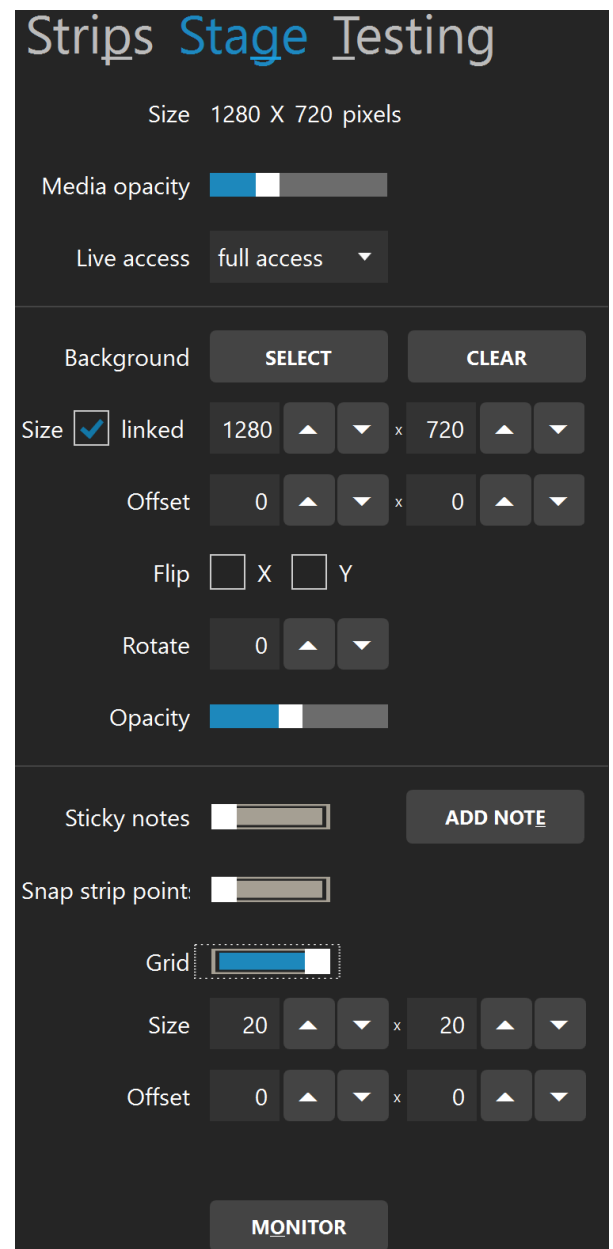 Strips Stage Testing
Size 1280 X 720 pixels
Media opacity
Live access full access
Background SELECT CLEAR
Size linked 1280 x 720
Offset 0 x 0
Flip X Y
Rotate 0
Opacity
Sticky notes ADD NOTE
Snap strip points
Grid
Size 20 x 20
Offset 0 x 0
MONITOR